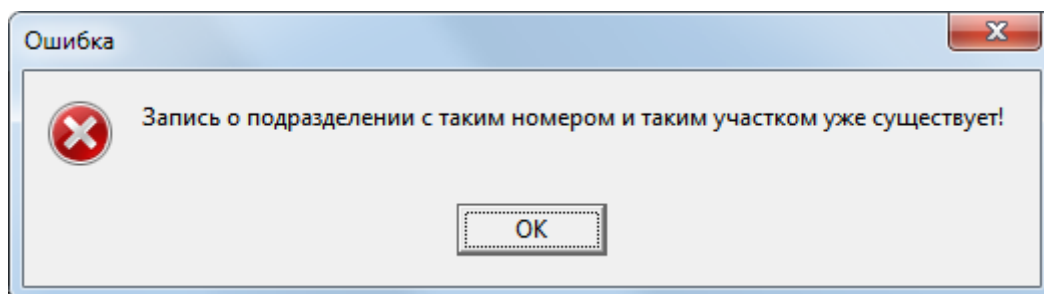 Ошибка
Запись о подразделении с таким номером и таким участком уже существует!
OK